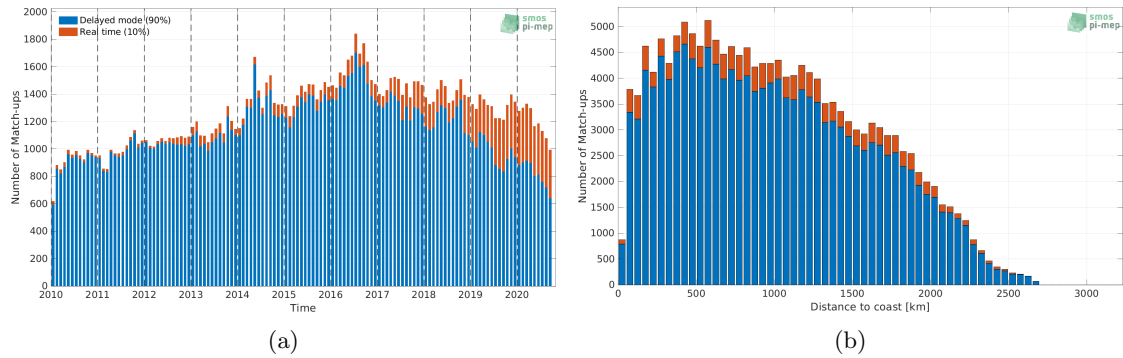 Delayed mode (90%)
Real time (10%)
smos
pi-mep
Number of Match-ups
2000
1800
1600
1400
1200
1000
800
600
400
200
0
2010 2011 2012 2013 2014 2015 2016 2017 2018 2019 2020
Time
(a)
smos
pi-mep
Number of Match-ups
5000
4500
4000
3500
3000
2500
2000
1500
1000
500
0
0 500 1000 1500 2000 2500 3000
Distance to coast [km]
(b)